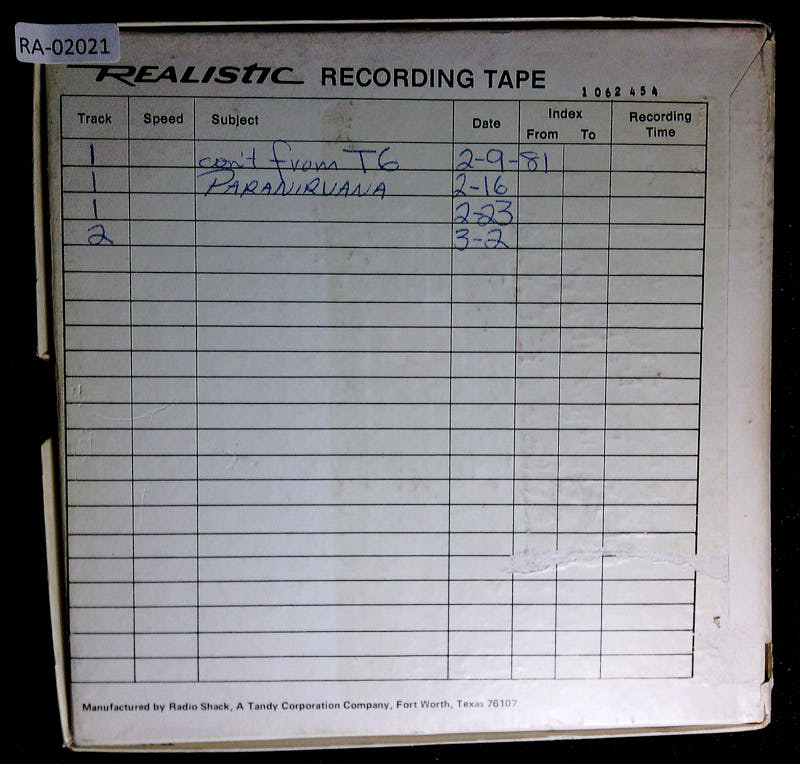 RA-02021
REALISTIC RECORDING TAPE
1062454
Track Speed Subject Date Index From To Recording Time
1 con't from T6 2-9-81
1 PARANIRVANA 2-16
1 2-23
2 3-2
Manufactured by Radio Shack, A Tandy Corporation Company, Fort Worth, Texas 76107